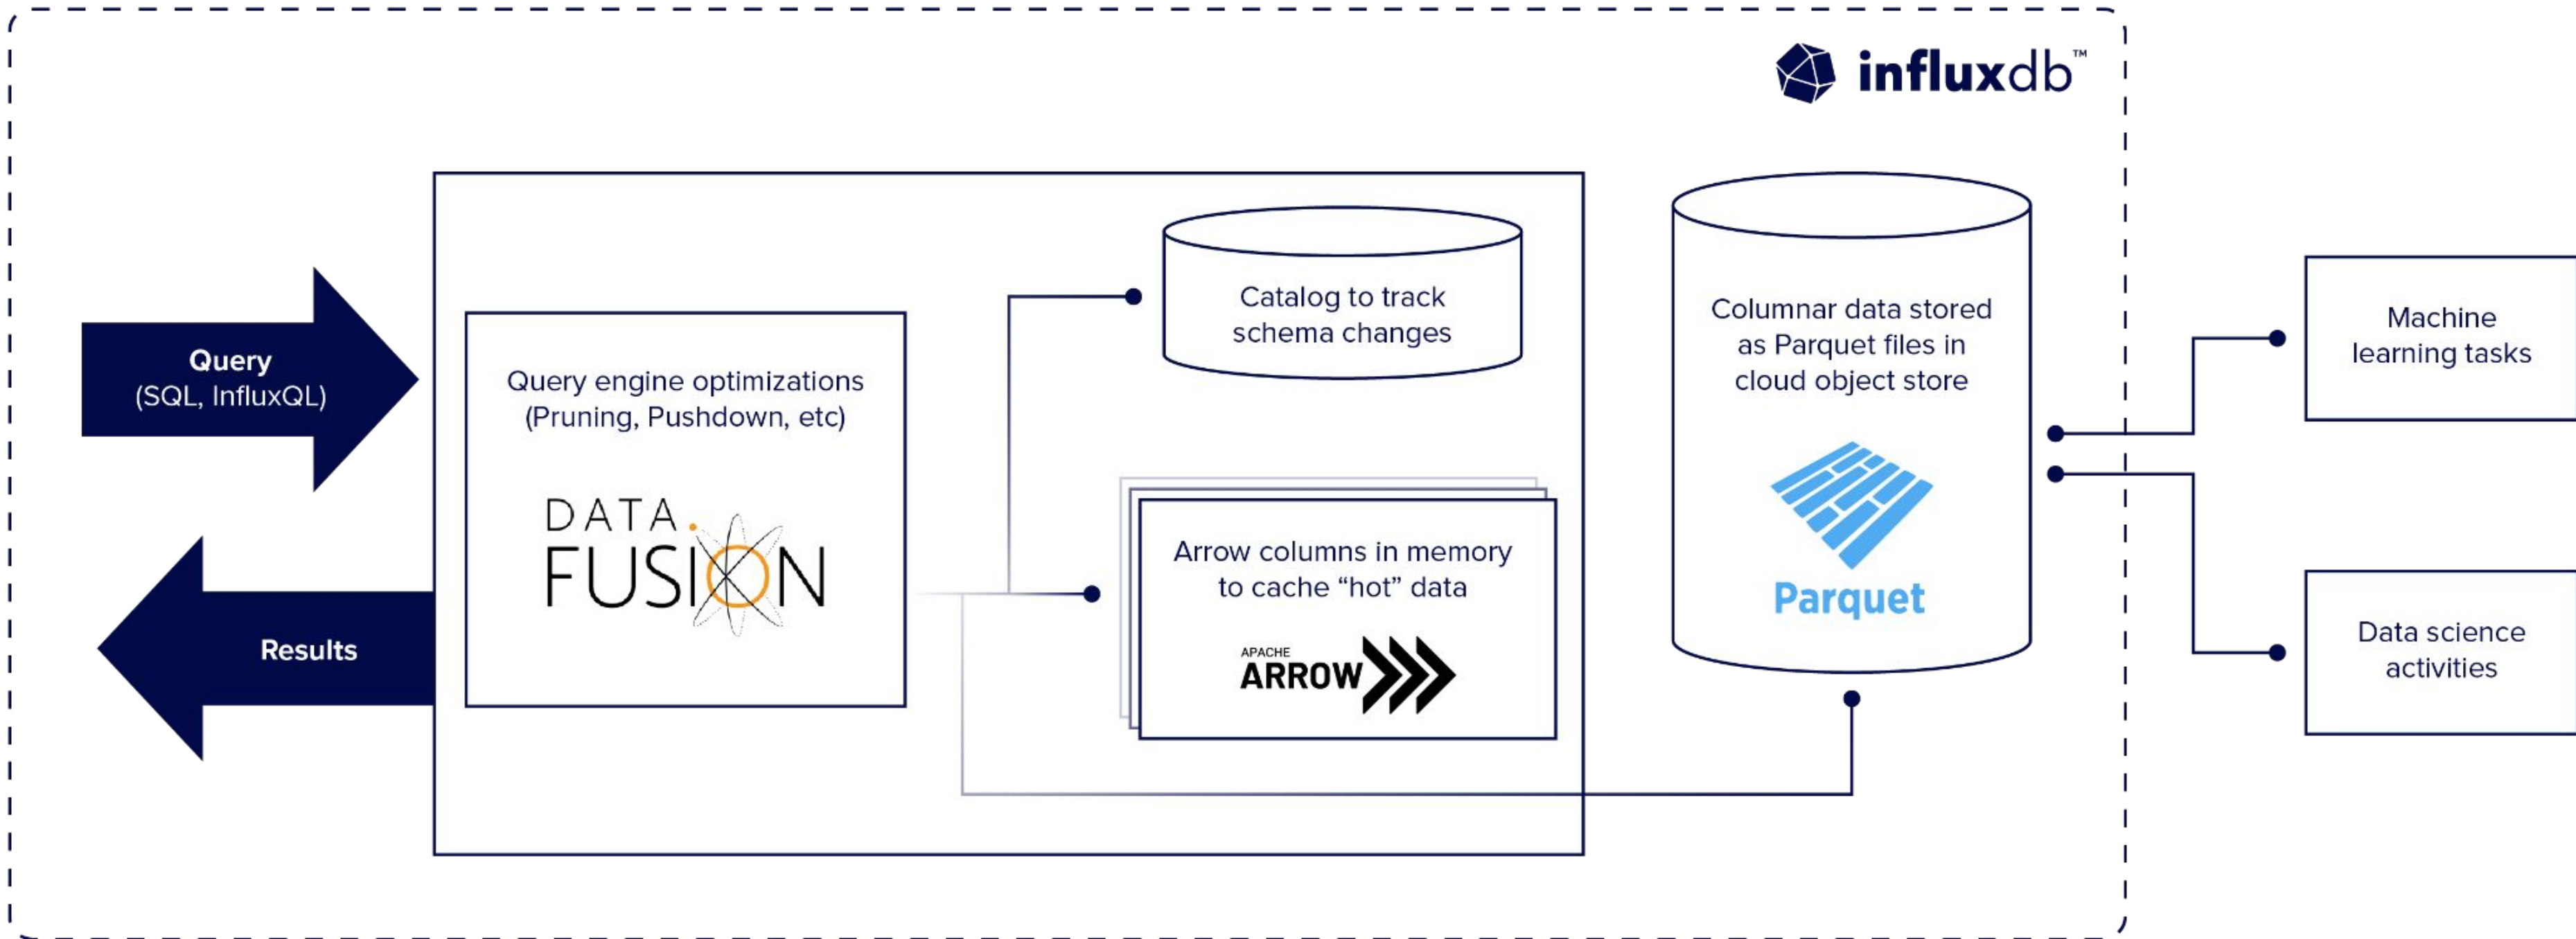 influxdb™
Query
(SQL, InfluxQL)
Results
Query engine optimizations
(Pruning, Pushdown, etc)
DATA
FUSION
Catalog to track
schema changes
Arrow columns in memory
to cache “hot” data
APACHE
ARROW
Columnar data stored
as Parquet files in
cloud object store
Parquet
Machine
learning tasks
Data science
activities